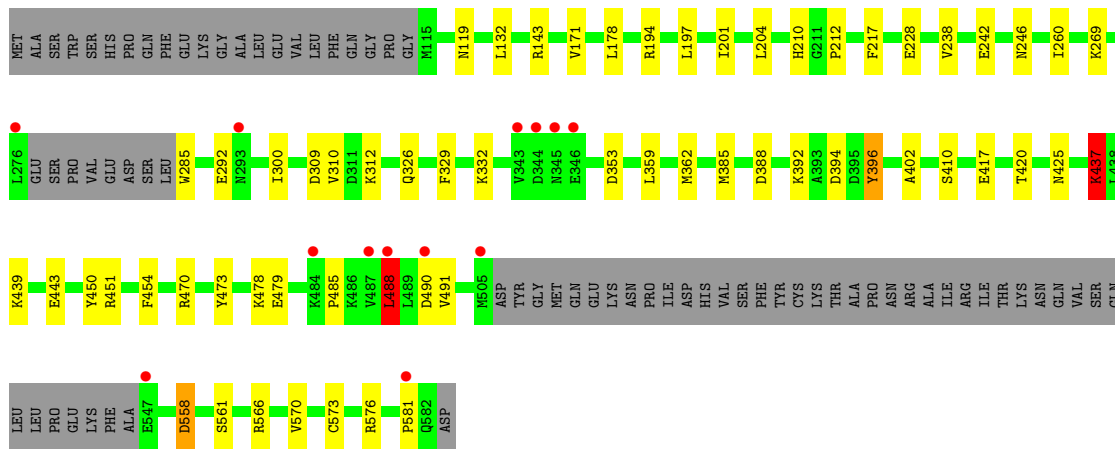 MET ALA SER TRP SER HIS PRO GLN PHE GLU LYS GLY ALA LEU GLU VAL LEU PHE GLN GLY PRO GLY M115 N119 L132 R143 V171 L178 R194 L197 I201 L204 H210 G211 P212 F217 E228 V238 E242 N246 I260 K269
L276 GLU SER PRO VAL GLU ASP SER LEU W285 E292 N293 I300 D309 V310 D311 K312 Q326 F329 K332 V343 D344 N345 E346 D353 L359 M362 M385 D388 K392 A393 D394 D395 Y396 A402 S410 E417 T420 N425 K437 L438
K439 E443 Y450 R451 F454 R470 Y473 K478 E479 K484 P485 K486 V487 L488 L489 D490 V491 M505 ASP TYR GLY MET GLN GLU LYS ASN PRO ILE ASP HIS VAL SER PHE TYR CYS LYS THR ALA PRO ASN ARG ALA ILE ARG ILE THR LYS ASN GLN VAL SER GLN
LEU LEU PRO GLU LYS PHE ALA E547 D558 S561 R566 V570 C573 R576 P581 Q582 ASP